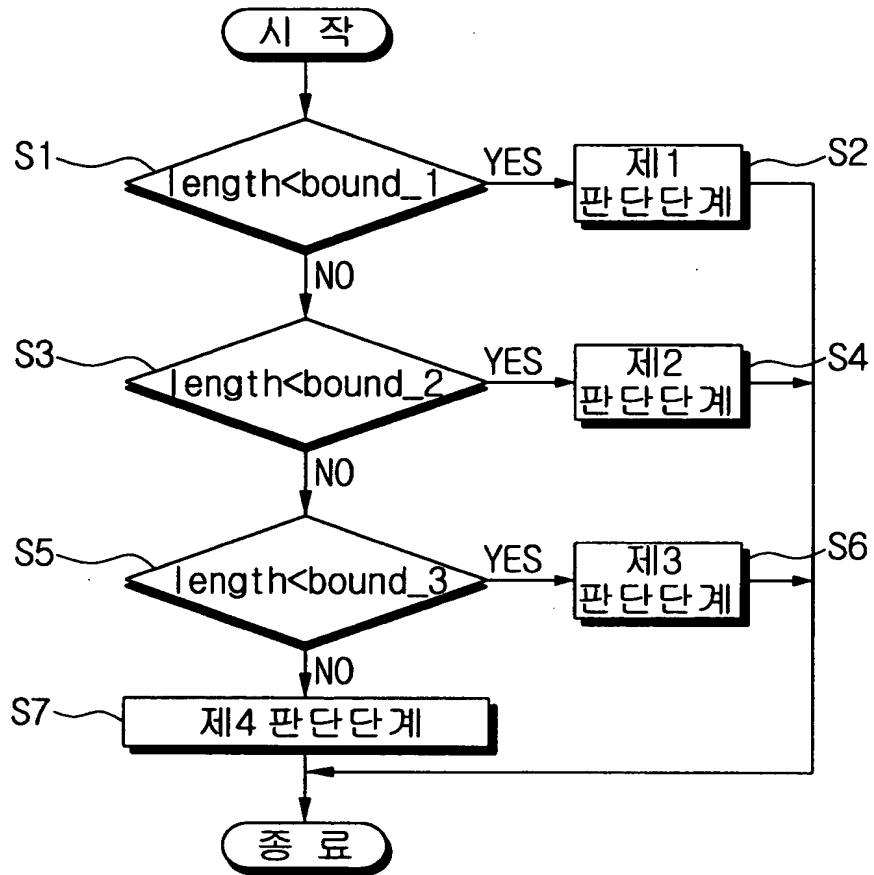 시 작
S1
length<bound_1
YES
제1
판단단계
S2
NO
S3
length<bound_2
YES
제2
판단단계
S4
NO
S5
length<bound_3
YES
제3
판단단계
S6
NO
S7
제4 판단단계
종 료